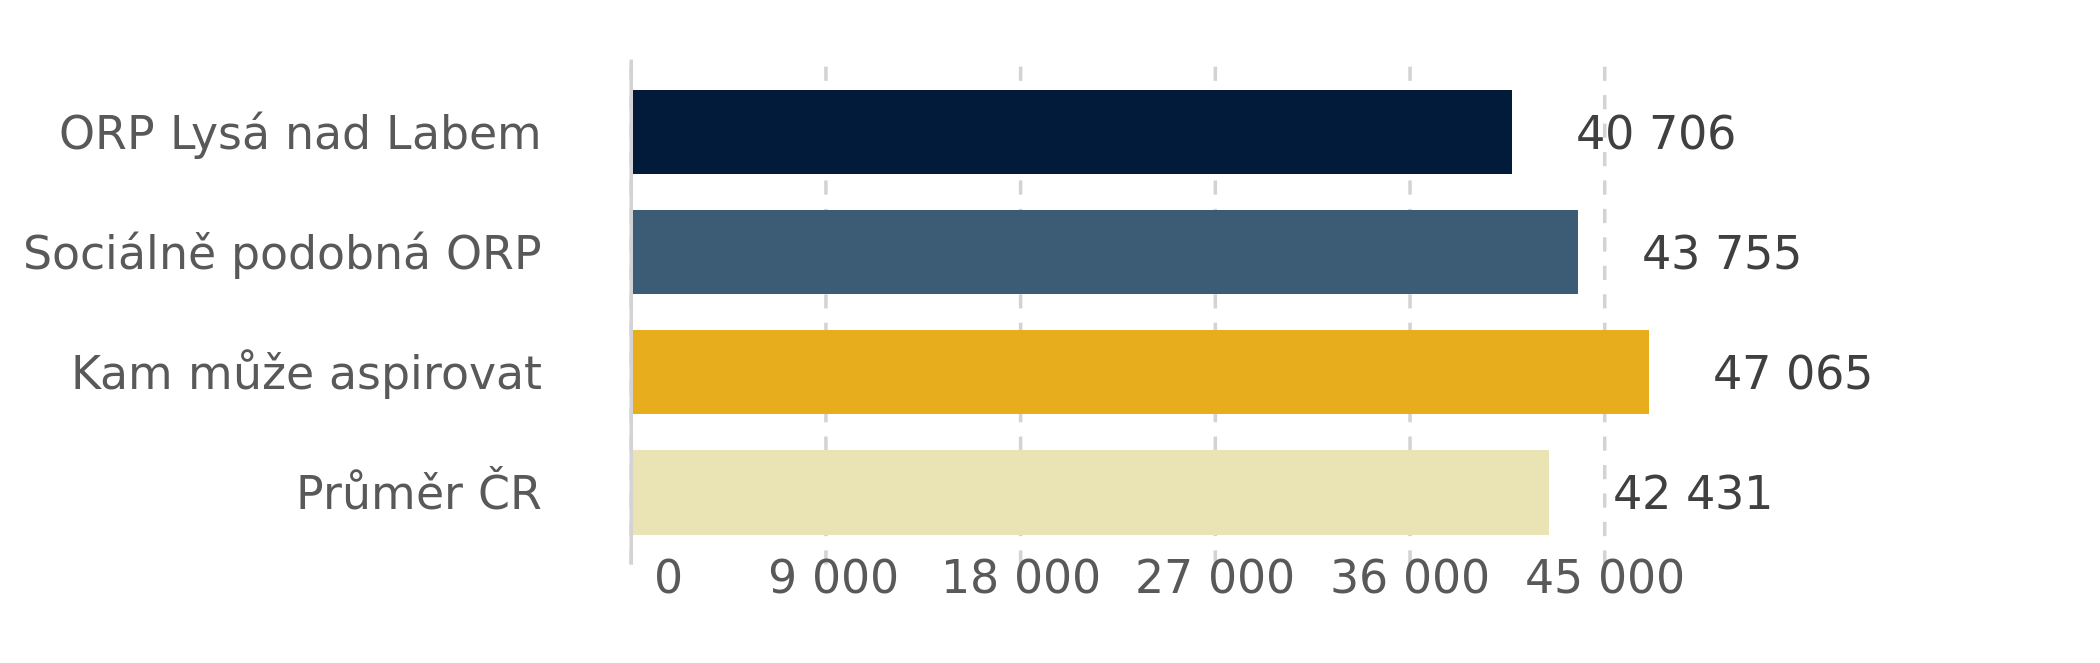 ORP Lysá nad Labem 40 706
Sociálně podobná ORP 43 755
Kam může aspirovat 47 065
Průměr ČR 42 431
0 9 000 18 000 27 000 36 000 45 000